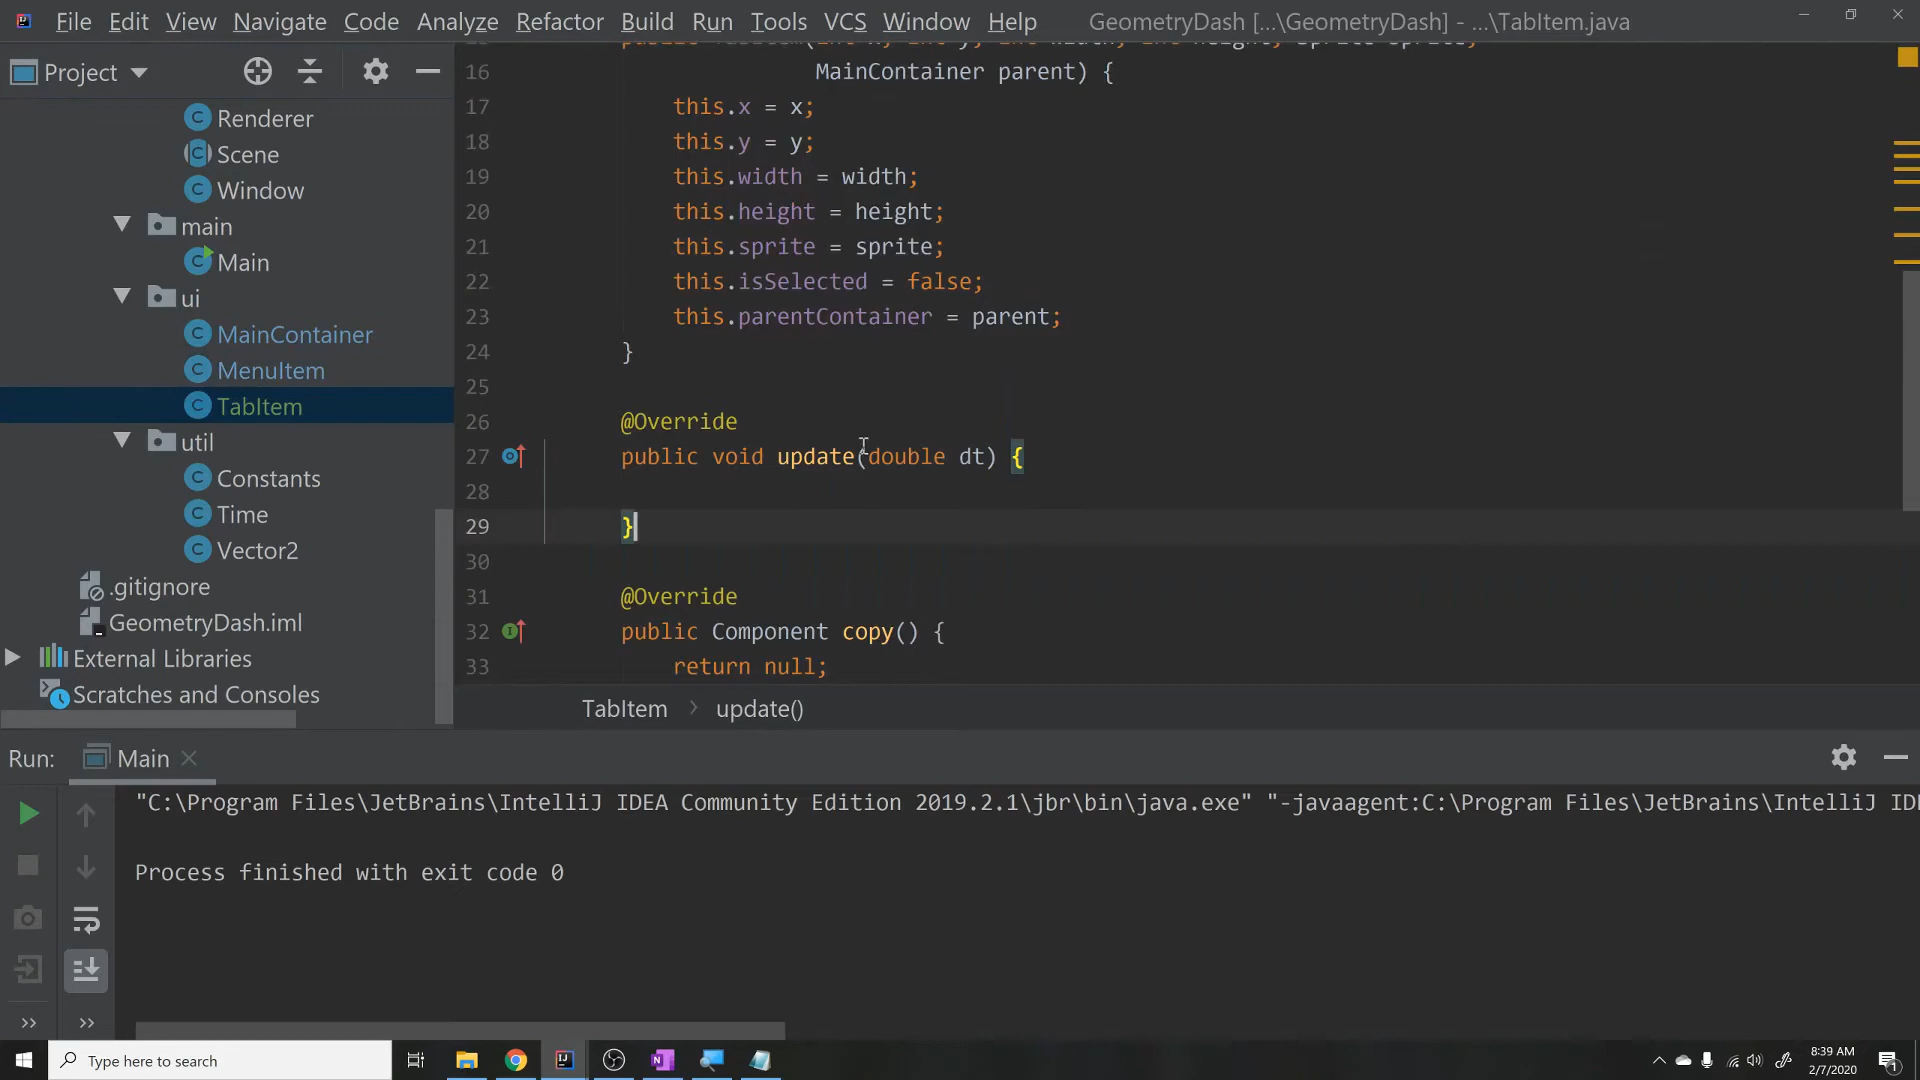 File Edit View Navigate Code Analyze Refactor Build Run Tools VCS Window Help GeometryDash [...\GeometryDash] - ...\TabItem.java
Project
Renderer
Scene
Window
main
Main
ui
MainContainer
MenuItem
TabItem
util
Constants
Time
Vector2
.gitignore
GeometryDash.iml
External Libraries
Scratches and Consoles
16 MainContainer parent) {
17 this.x = x;
18 this.y = y;
19 this.width = width;
20 this.height = height;
21 this.sprite = sprite;
22 this.isSelected = false;
23 this.parentContainer = parent;
24 }
25
26 @Override
27 public void update(double dt) {
28
29 }
30
31 @Override
32 public Component copy() {
33 return null;
TabItem > update()
Run: Main
"C:\Program Files\JetBrains\IntelliJ IDEA Community Edition 2019.2.1\jbr\bin\java.exe" "-javaagent:C:\Program Files\JetBrains\IntelliJ ID
Process finished with exit code 0
Type here to search
8:39 AM
2/7/2020